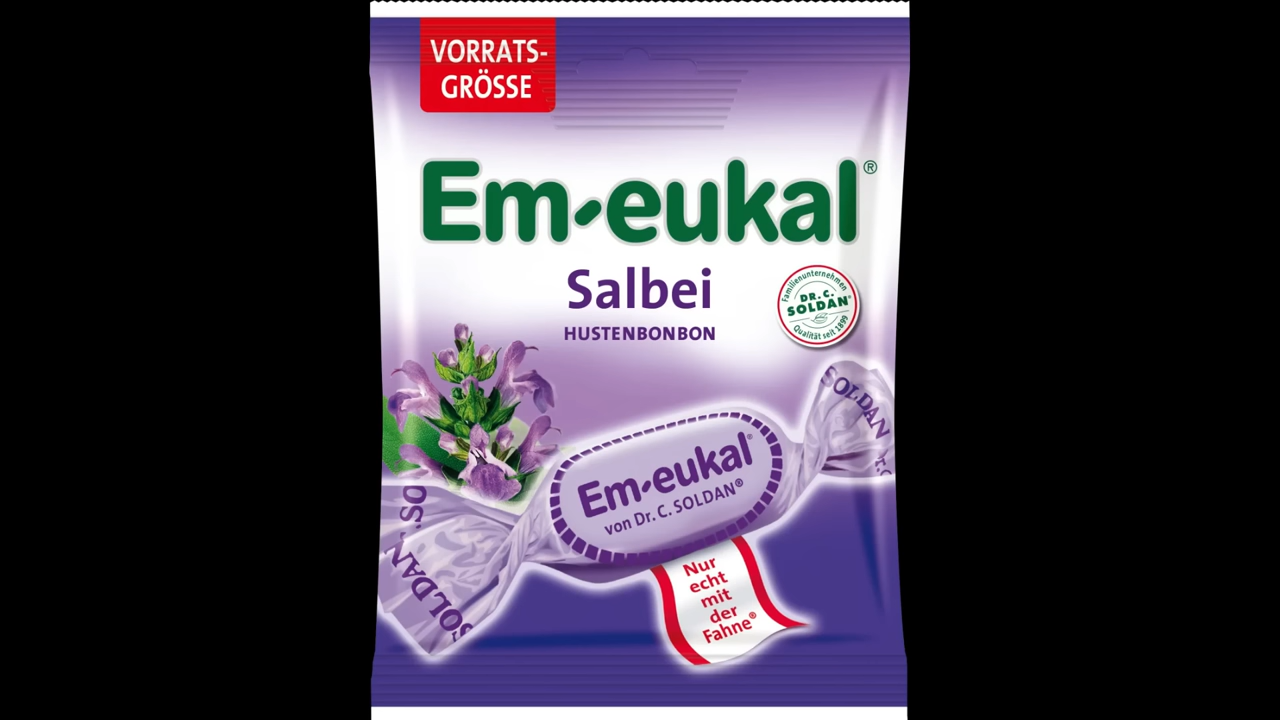 VORRATS-
GRÖSSE
Em-eukal®
Salbei
HUSTENBONBON
Familienunternehmen
DR. C.
SOLDAN®
Qualität seit 1899
SOLDAN
Em-eukal®
von Dr. C. SOLDAN®
SOLDAN
Nur
echt
mit
der
Fahne®